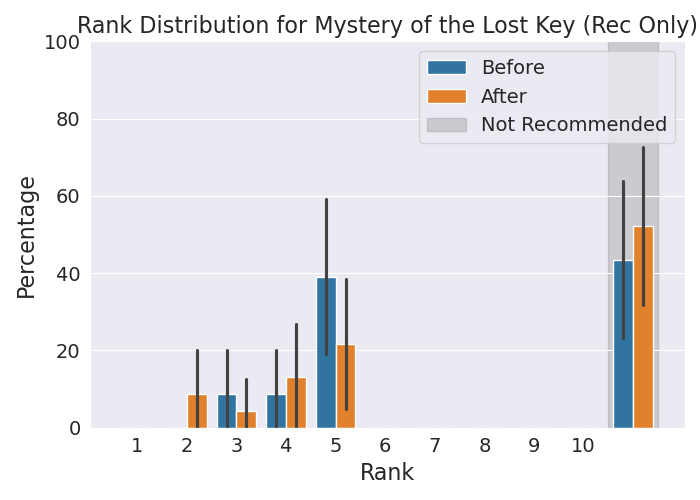 Rank Distribution for Mystery of the Lost Key (Rec Only)
100
80
60
40
20
0
Percentage
Before
After
Not Recommended
1 2 3 4 5 6 7 8 9 10
Rank